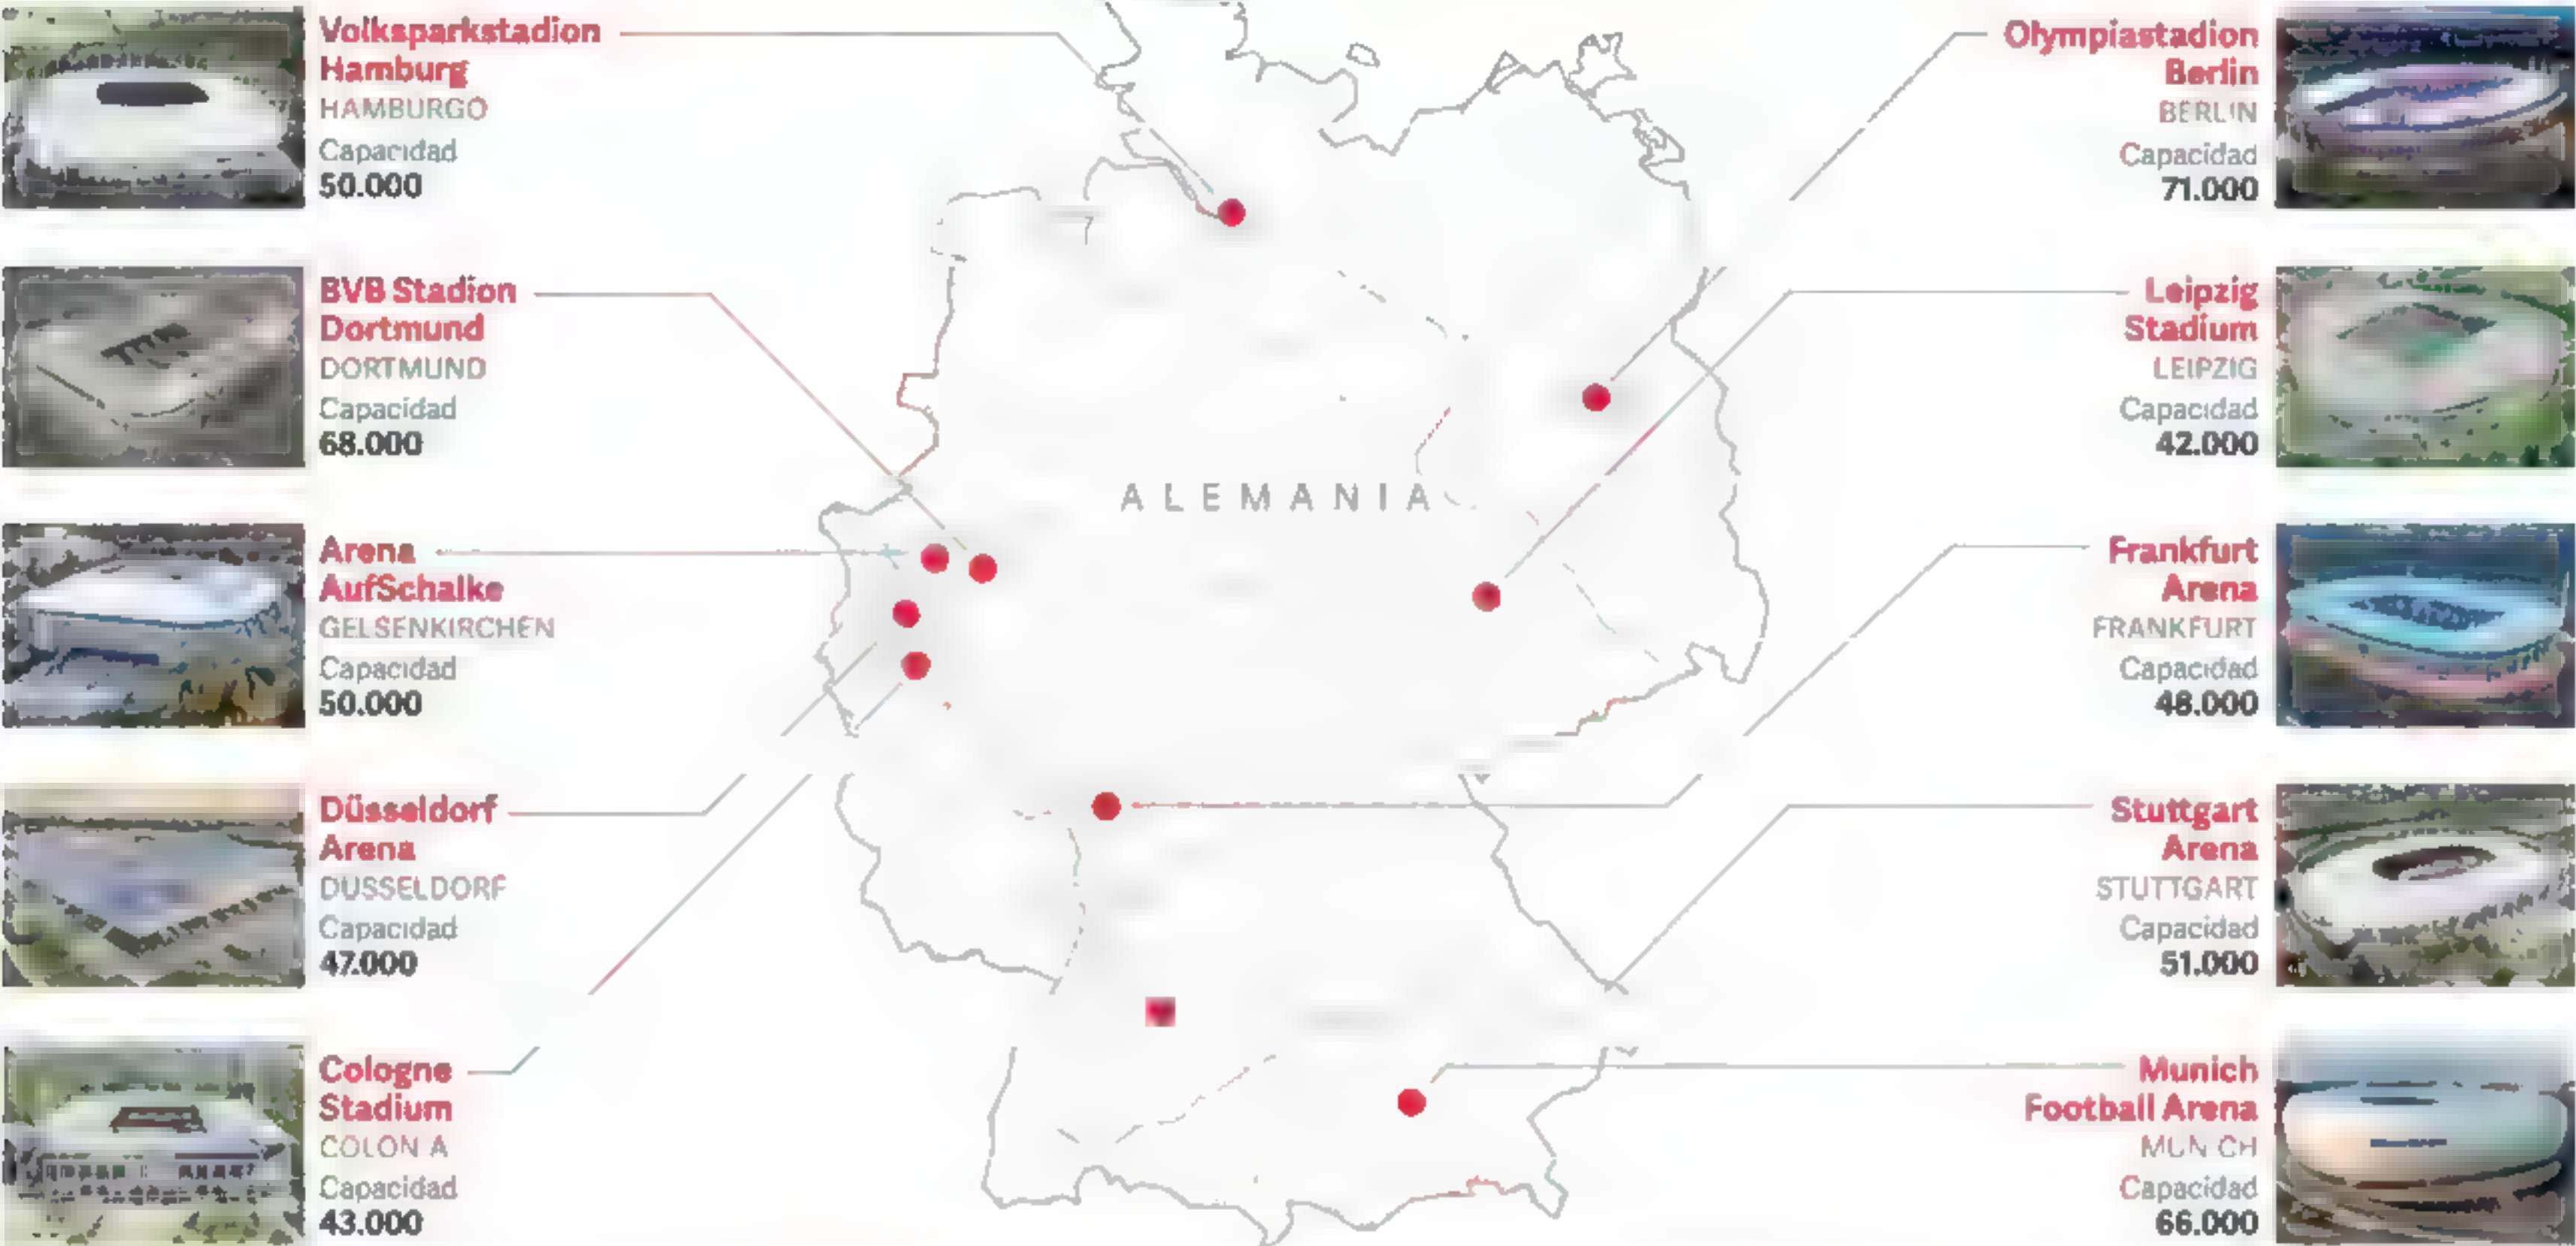 Volksparkstadion
Hamburg
HAMBURGO
Capacidad
50.000
BVB Stadion
Dortmund
DORTMUND
Capacidad
68.000
Arena
AufSchalke
GELSENKIRCHEN
Capacidad
50.000
Düsseldorf
Arena
DUSSELDORF
Capacidad
47.000
Cologne
Stadium
Capacidad
43.000
ALEMANIA
Olympiastadion
Berlin
BERLIN
Capacidad
71.000
Leipzig
Stadium
LEIPZIG
Capacidad
42.000
Frankfurt
Arena
FRANKFURT
Capacidad
48.000
Stuttgart
Arena
STUTTGART
Capacidad
51.000
Munich
Football Arena
Capacidad
66.000